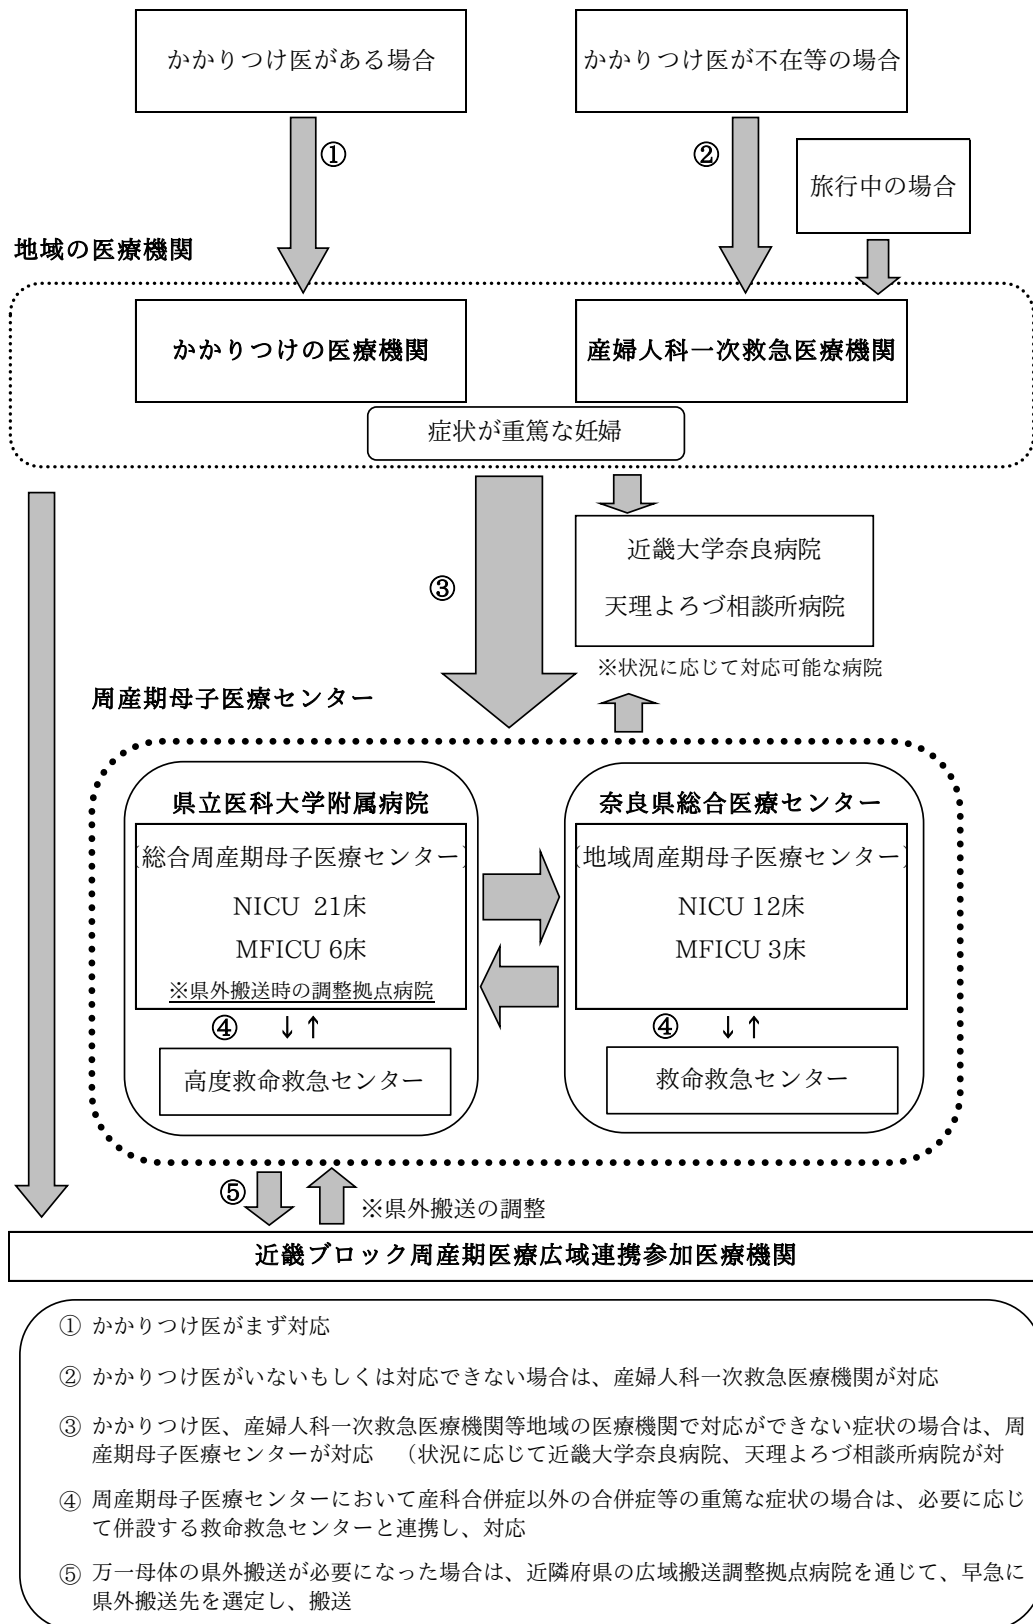 かかりつけ医がある場合
かかりつけ医が不在等の場合
①
②
旅行中の場合
地域の医療機関
かかりつけの医療機関
産婦人科一次救急医療機関
症状が重篤な妊婦
③
近畿大学奈良病院
天理よろづ相談所病院
※状況に応じて対応可能な病院
周産期母子医療センター
県立医科大学附属病院
(総合周産期母子医療センター)
NICU 21床
MFICU 6床
※県外搬送時の調整拠点病院
④ ↓↑
高度救命救急センター
奈良県総合医療センター
(地域周産期母子医療センター)
NICU 12床
MFICU 3床
④ ↓↑
救命救急センター
⑤
※県外搬送の調整
近畿ブロック周産期医療広域連携参加医療機関
① かかりつけ医がまず対応
② かかりつけ医がいないもしくは対応できない場合は、産婦人科一次救急医療機関が対応
③ かかりつけ医、産婦人科一次救急医療機関等地域の医療機関で対応ができない症状の場合は、周
産期母子医療センターが対応 （状況に応じて近畿大学奈良病院、天理よろづ相談所病院が対
④ 周産期母子医療センターにおいて産科合併症以外の合併症等の重篤な症状の場合は、必要に応じ
て併設する救命救急センターと連携し、対応
⑤ 万一母体の県外搬送が必要になった場合は、近隣府県の広域搬送調整拠点病院を通じて、早急に
県外搬送先を選定し、搬送